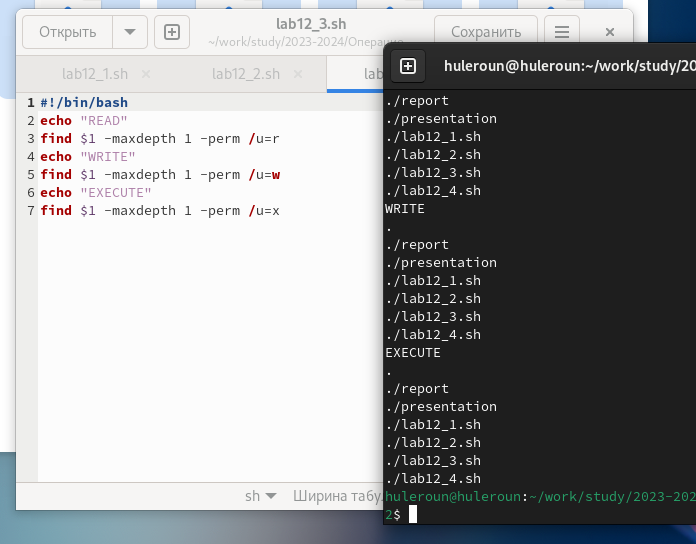 Открыть
lab12_3.sh
~/work/study/2023-2024/Операцио
Сохранить
lab12_1.sh
lab12_2.sh
lab
1 #!/bin/bash
2 echo "READ"
3 find $1 -maxdepth 1 -perm /u=r
4 echo "WRITE"
5 find $1 -maxdepth 1 -perm /u=w
6 echo "EXECUTE"
7 find $1 -maxdepth 1 -perm /u=x
sh
Ширина табу
huleroun@huleroun:~/work/study/20
./report
./presentation
./lab12_1.sh
./lab12_2.sh
./lab12_3.sh
./lab12_4.sh
WRITE
.
./report
./presentation
./lab12_1.sh
./lab12_2.sh
./lab12_3.sh
./lab12_4.sh
EXECUTE
.
./report
./presentation
./lab12_1.sh
./lab12_2.sh
./lab12_3.sh
./lab12_4.sh
huleroun@huleroun:~/work/study/2023-202
2$